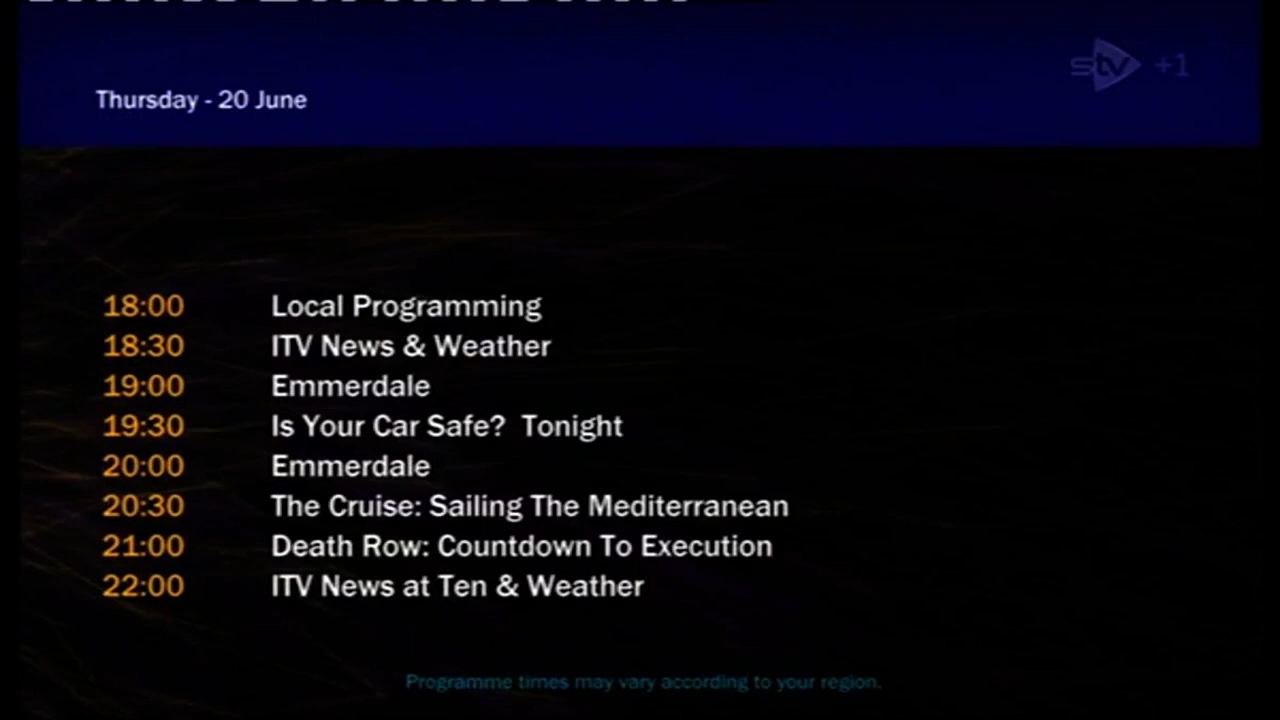 stv +1
Thursday - 20 June
18:00 Local Programming
18:30 ITV News & Weather
19:00 Emmerdale
19:30 Is Your Car Safe? Tonight
20:00 Emmerdale
20:30 The Cruise: Sailing The Mediterranean
21:00 Death Row: Countdown To Execution
22:00 ITV News at Ten & Weather
Programme times may vary according to your region.